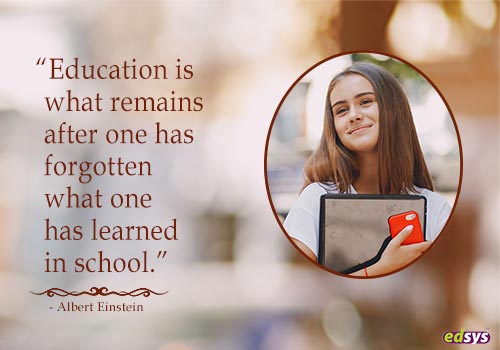 “Education is
what remains
after one has
forgotten
what one
has learned
in school.”
- Albert Einstein
edsys